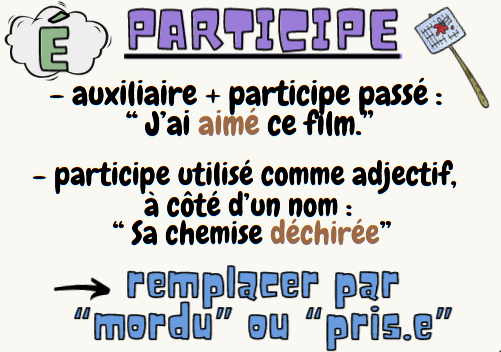 É PARTICIPE
- auxiliaire + participe passé :
“ J’ai aimé ce film.”
- participe utilisé comme adjectif,
à côté d’un nom :
“ Sa chemise déchirée”
remplacer par
“mordu” ou “pris.e”